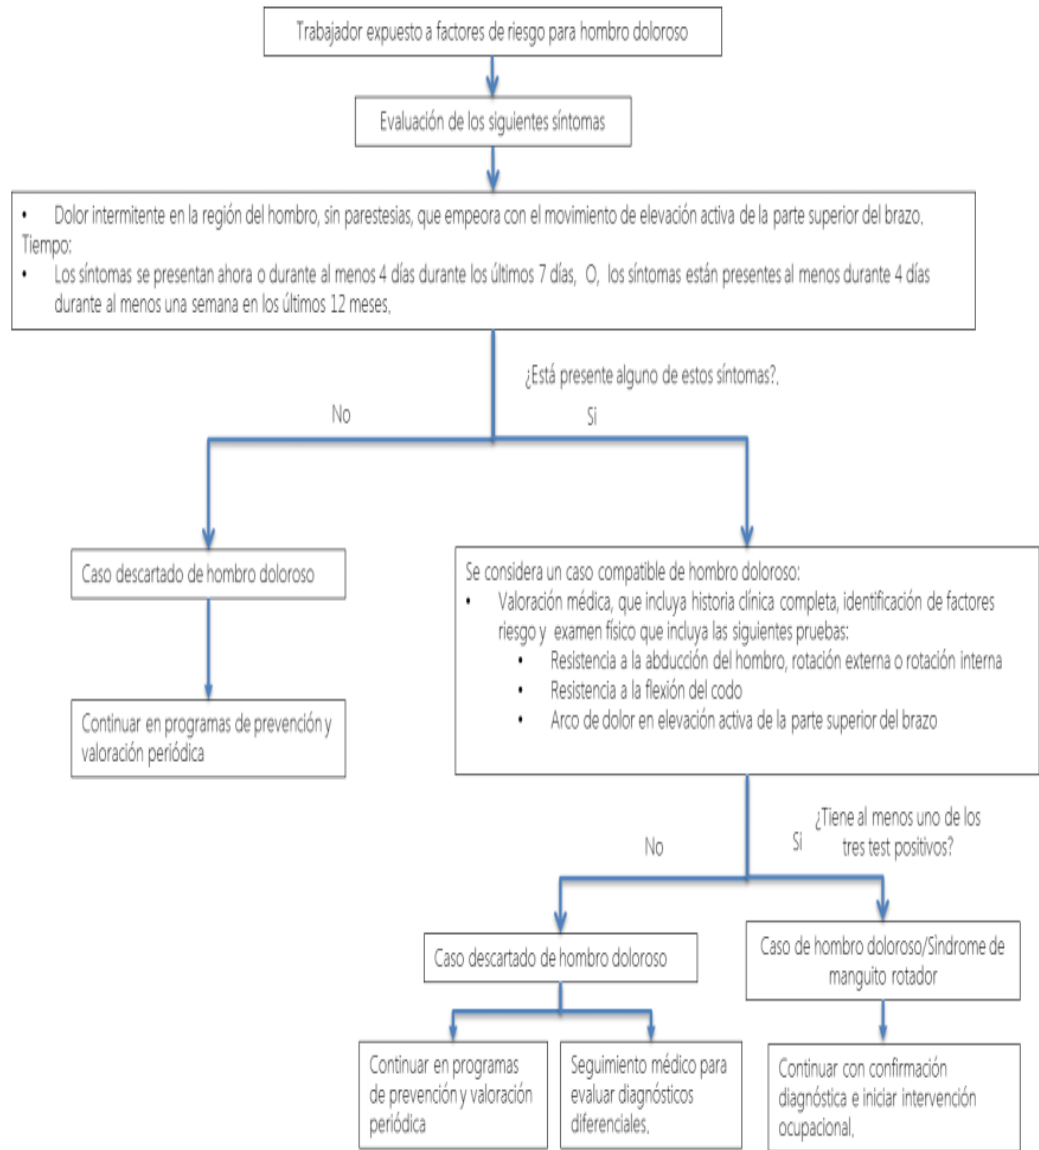 Trabajador expuesto a factores de riesgo para hombro doloroso
Evaluación de los siguientes síntomas
• Dolor intermitente en la región del hombro, sin parestesias, que empeora con el movimiento de elevación activa de la parte superior del brazo.
Tiempo:
• Los síntomas se presentan ahora o durante al menos 4 días durante los últimos 7 días, O, los síntomas están presentes al menos durante 4 días
durante al menos una semana en los últimos 12 meses.
¿Está presente alguno de estos síntomas?.
No
Si
Caso descartado de hombro doloroso
Continuar en programas de prevención y
valoración periódica
Se considera un caso compatible de hombro doloroso:
• Valoración médica, que incluya historia clínica completa, identificación de factores
riesgo y examen físico que incluya las siguientes pruebas:
• Resistencia a la abducción del hombro, rotación externa o rotación interna
• Resistencia a la flexión del codo
• Arco de dolor en elevación activa de la parte superior del brazo
¿Tiene al menos uno de los
tres test positivos?
No
Si
Caso descartado de hombro doloroso
Caso de hombro doloroso/Síndrome de
manguito rotador
Continuar en programas
de prevención y valoración
periódica
Seguimiento médico para
evaluar diagnósticos
diferenciales.
Continuar con confirmación
diagnóstica e iniciar intervención
ocupacional.